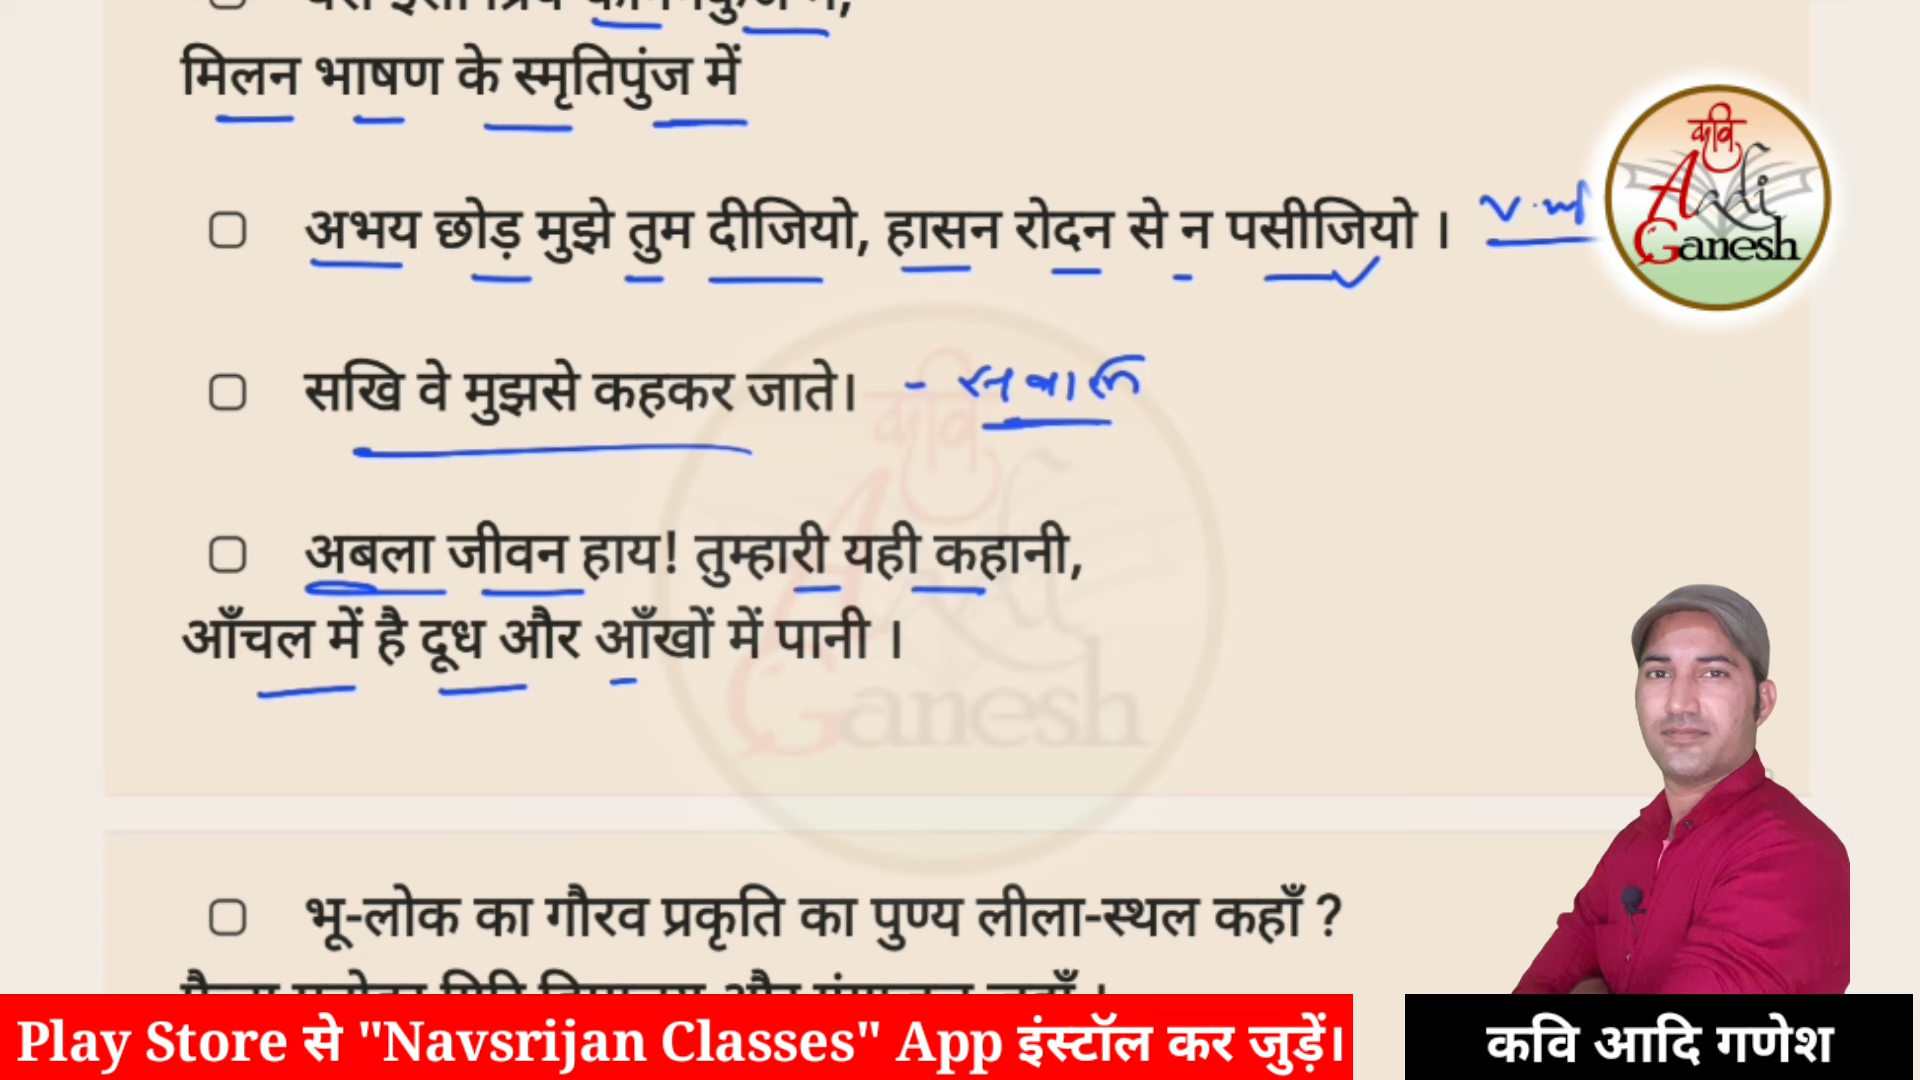 मिलन भाषण के स्मृतिपुंज में
अभय छोड़ मुझे तुम दीजियो, हासन रोदन से न पसीजियो । V.
सखि वे मुझसे कहकर जाते। -
अबला जीवन हाय! तुम्हारी यही कहानी,
आँचल में है दूध और आँखों में पानी ।
भू-लोक का गौरव प्रकृति का पुण्य लीला-स्थल कहाँ ?
कवि
Aadi
Ganesh
Play Store से "Navsrijan Classes" App इंस्टॉल कर जुड़ें।
कवि आदि गणेश